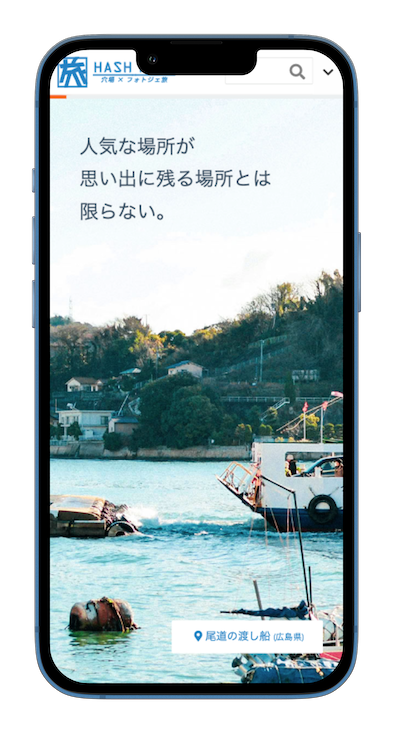 旅 HASH
穴場 × フォトジェ旅
人気な場所が
思い出に残る場所とは
限らない。
尾道の渡し船 (広島県)